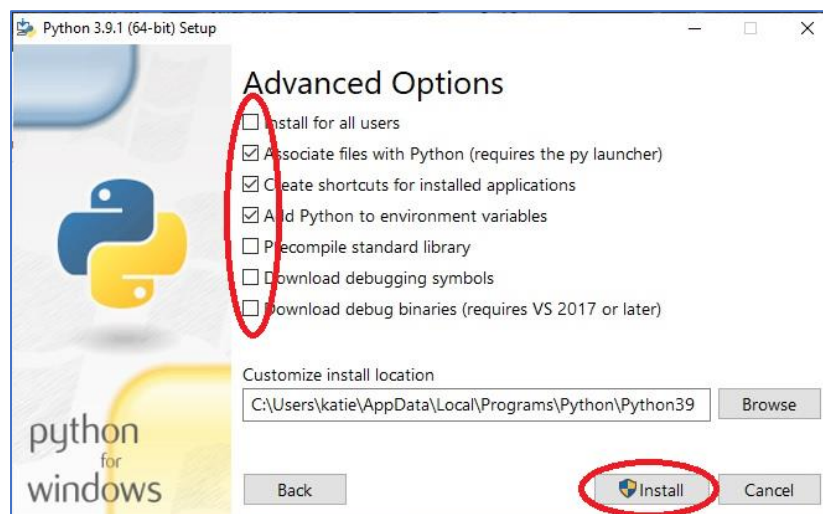 Python 3.9.1 (64-bit) Setup
Advanced Options
Install for all users
Associate files with Python (requires the py launcher)
Create shortcuts for installed applications
Add Python to environment variables
Precompile standard library
Download debugging symbols
Download debug binaries (requires VS 2017 or later)
Customize install location
C:\Users\katie\AppData\Local\Programs\Python\Python39
Browse
python
for
windows
Back
Install
Cancel